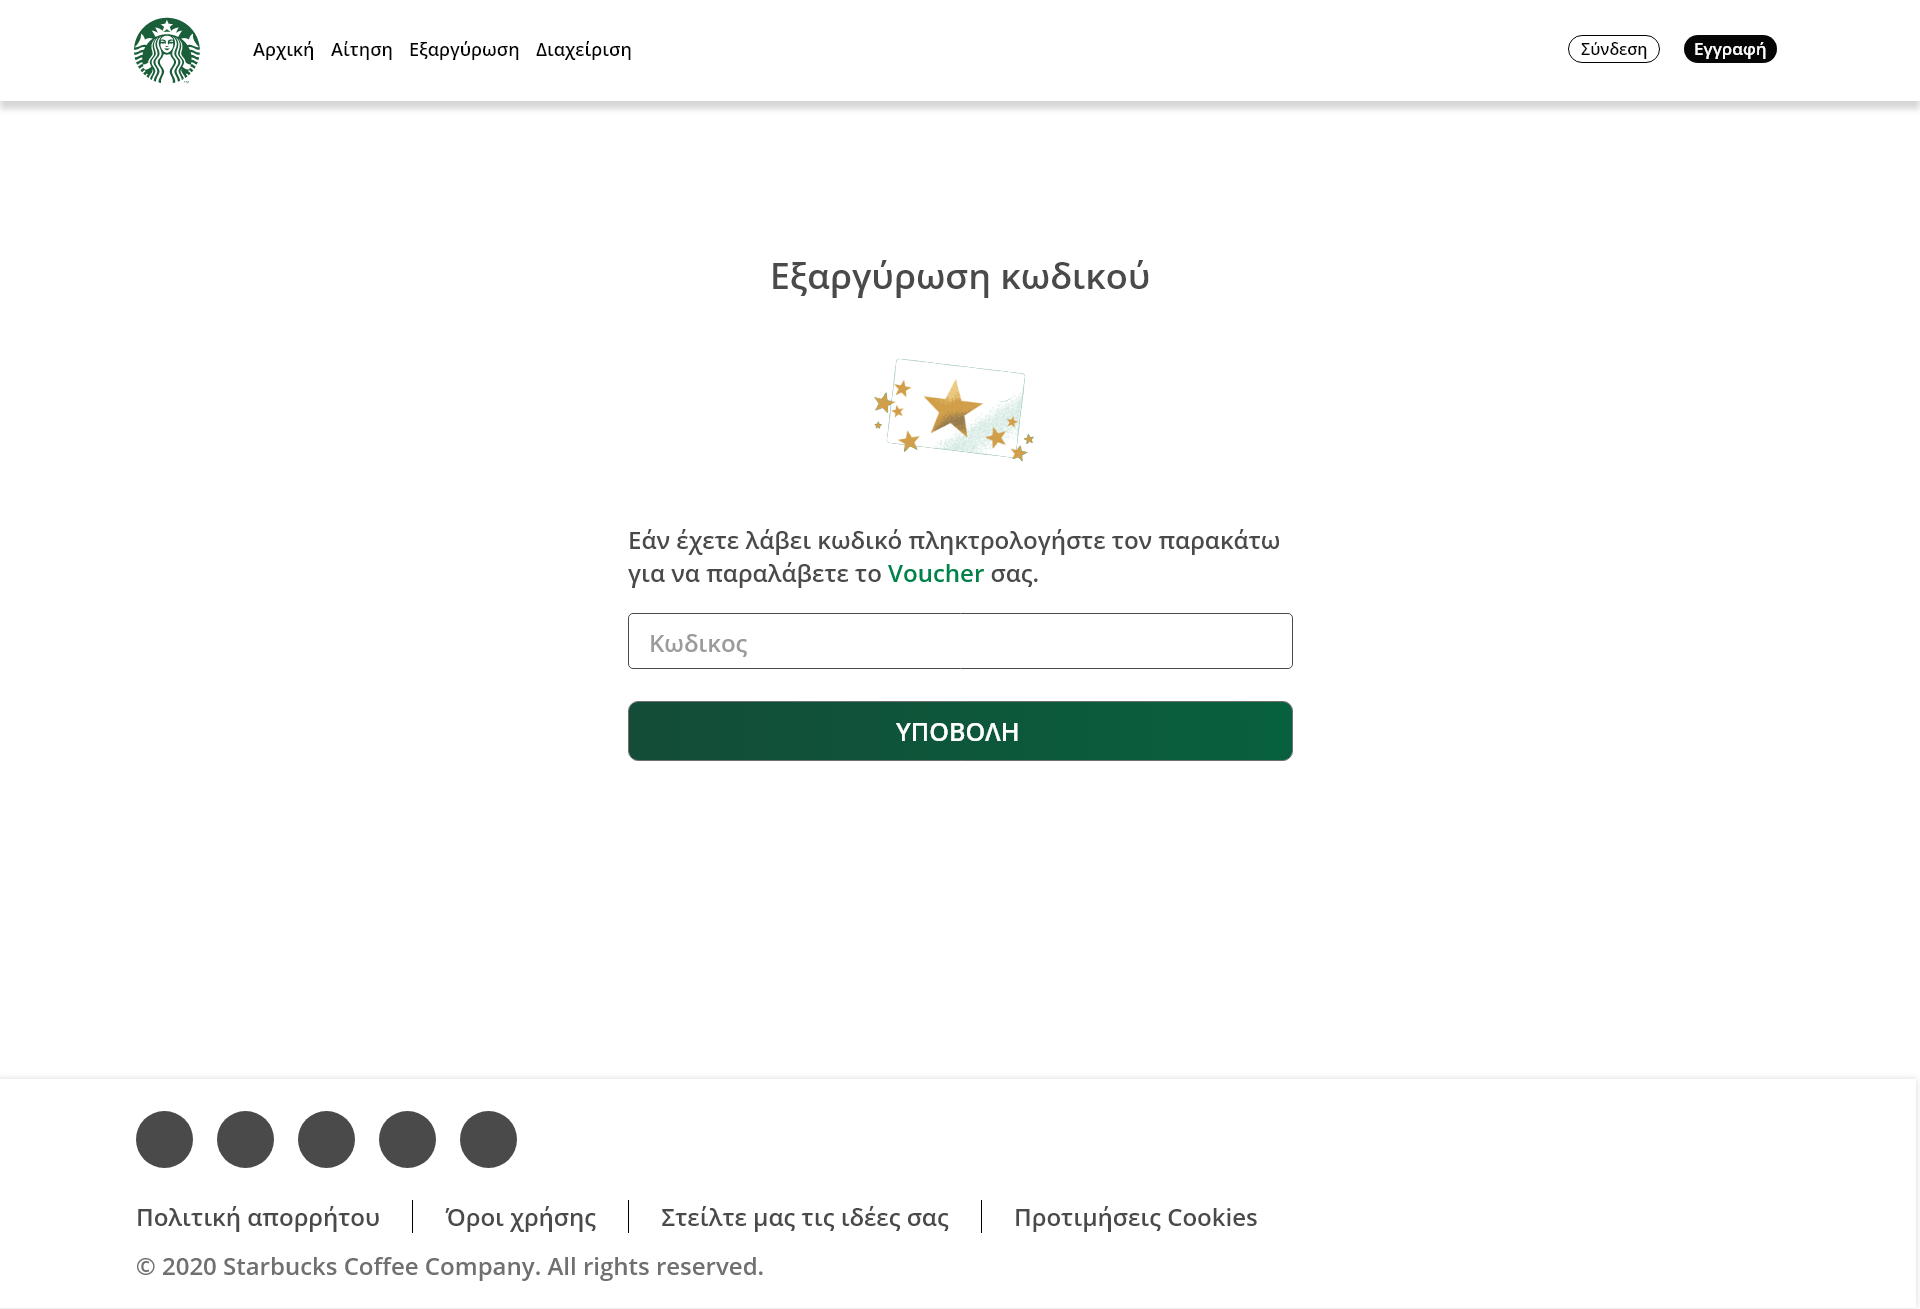 Αρχική Αίτηση Εξαργύρωση Διαχείριση Σύνδεση Εγγραφή
Εξαργύρωση κωδικού
Εάν έχετε λάβει κωδικό πληκτρολογήστε τον παρακάτω
για να παραλάβετε το Voucher σας.
Κωδικος
ΥΠΟΒΟΛΗ
Πολιτική απορρήτου Όροι χρήσης Στείλτε μας τις ιδέες σας Προτιμήσεις Cookies
© 2020 Starbucks Coffee Company. All rights reserved.